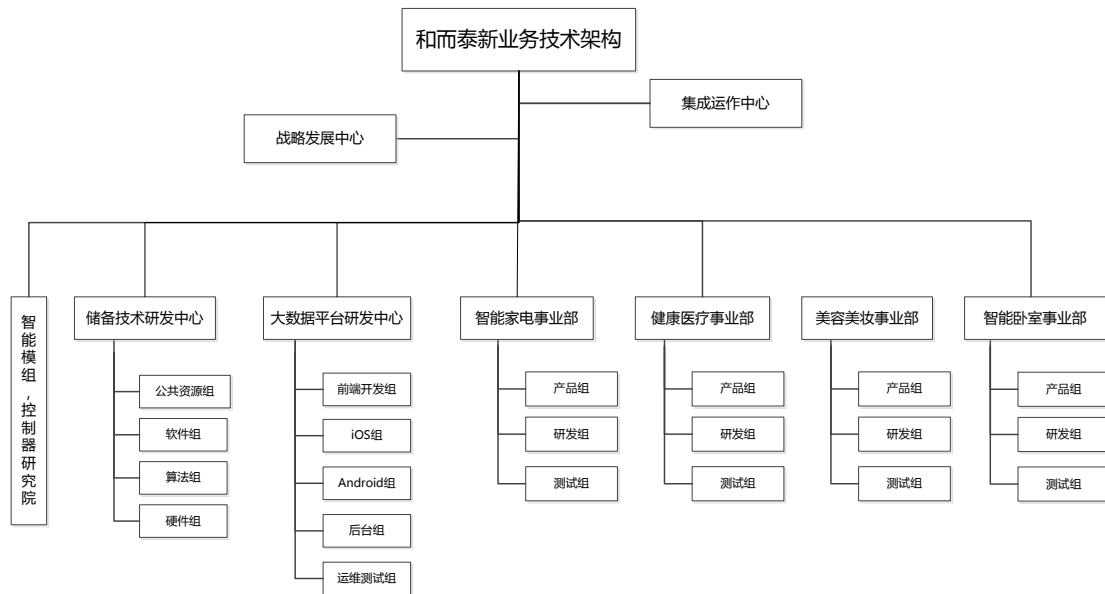 和而泰新业务技术架构
集成运作中心
战略发展中心
智能模组,控制器研究院
储备技术研发中心
公共资源组
软件组
算法组
硬件组
大数据平台研发中心
前端开发组
iOS组
Android组
后台组
运维测试组
智能家电事业部
产品组
研发组
测试组
健康医疗事业部
产品组
研发组
测试组
美容美妆事业部
产品组
研发组
测试组
智能卧室事业部
产品组
研发组
测试组